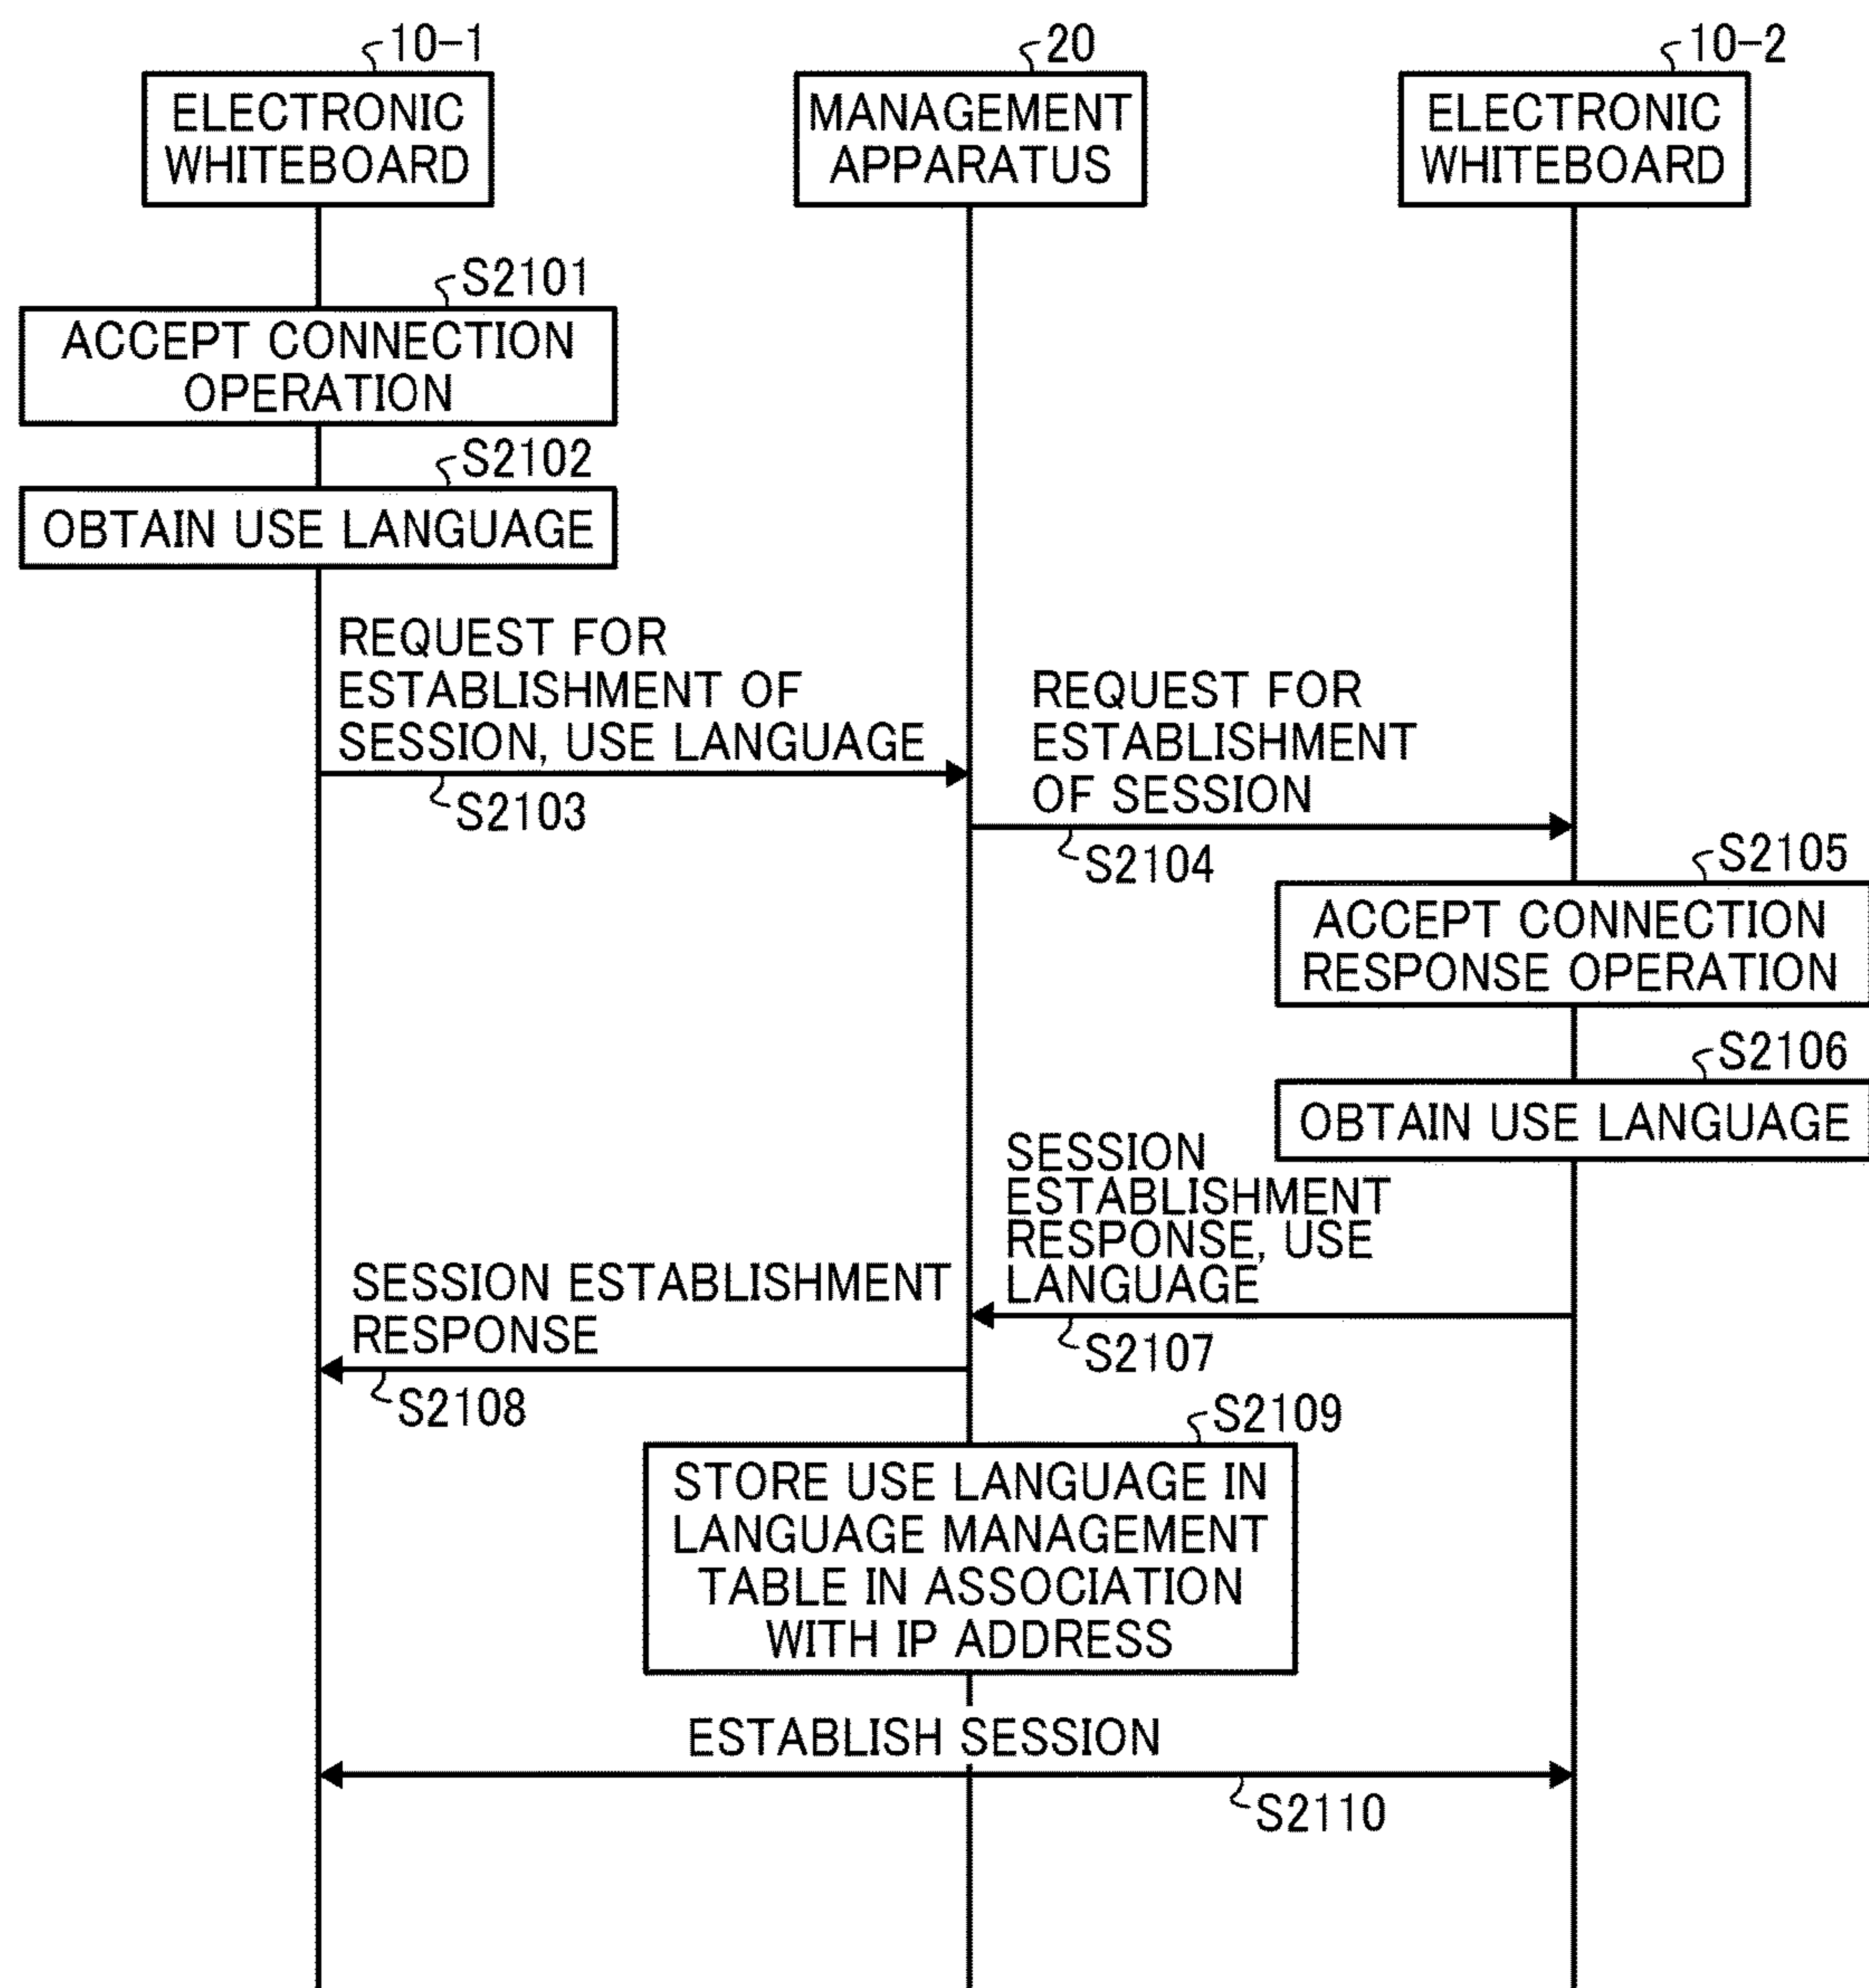 10-1
ELECTRONIC
WHITEBOARD
20
MANAGEMENT
APPARATUS
10-2
ELECTRONIC
WHITEBOARD
S2101
ACCEPT CONNECTION
OPERATION
S2102
OBTAIN USE LANGUAGE
REQUEST FOR
ESTABLISHMENT OF
SESSION, USE LANGUAGE
S2103
REQUEST FOR
ESTABLISHMENT
OF SESSION
S2104
S2105
ACCEPT CONNECTION
RESPONSE OPERATION
S2106
OBTAIN USE LANGUAGE
SESSION
ESTABLISHMENT
RESPONSE, USE
LANGUAGE
S2107
SESSION ESTABLISHMENT
RESPONSE
S2108
S2109
STORE USE LANGUAGE IN
LANGUAGE MANAGEMENT
TABLE IN ASSOCIATION
WITH IP ADDRESS
ESTABLISH SESSION
S2110